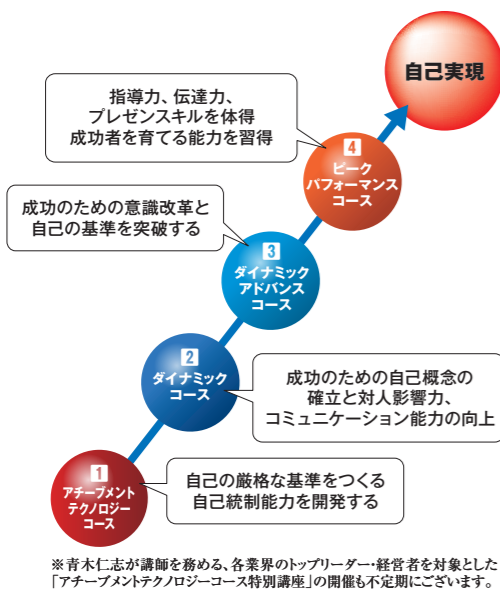 自己実現
指導力、伝達力、
プレゼンスキルを体得
成功者を育てる能力を習得
4
ピーク
パフォーマンス
コース
成功のための意識改革と
自己の基準を突破する
3
ダイナミック
アドバンス
コース
2
ダイナミック
コース
成功のための自己概念の
確立と対人影響力、
コミュニケーション能力の向上
1
アチーブメント
テクノロジー
コース
自己の厳格な基準をつくる
自己統制能力を開発する
※青木仁志が講師を務める、各業界のトップリーダー・経営者を対象とした
「アチーブメントテクノロジーコース特別講座」の開催も不定期にございます。